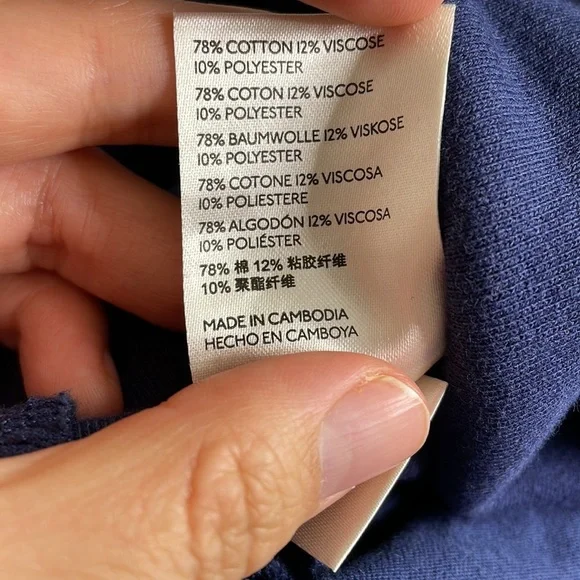 78% COTTON 12% VISCOSE
10% POLYESTER
78% COTON 12% VISCOSE
10% POLYESTER
78% BAUMWOLLE 12% VISKOSE
10% POLYESTER
78% COTONE 12% VISCOSA
10% POLIESTERE
78% ALGODÓN 12% VISCOSA
10% POLIÉSTER
78% 棉 12% 粘胶纤维
10% 聚酯纤维
MADE IN CAMBODIA
HECHO EN CAMBOYA